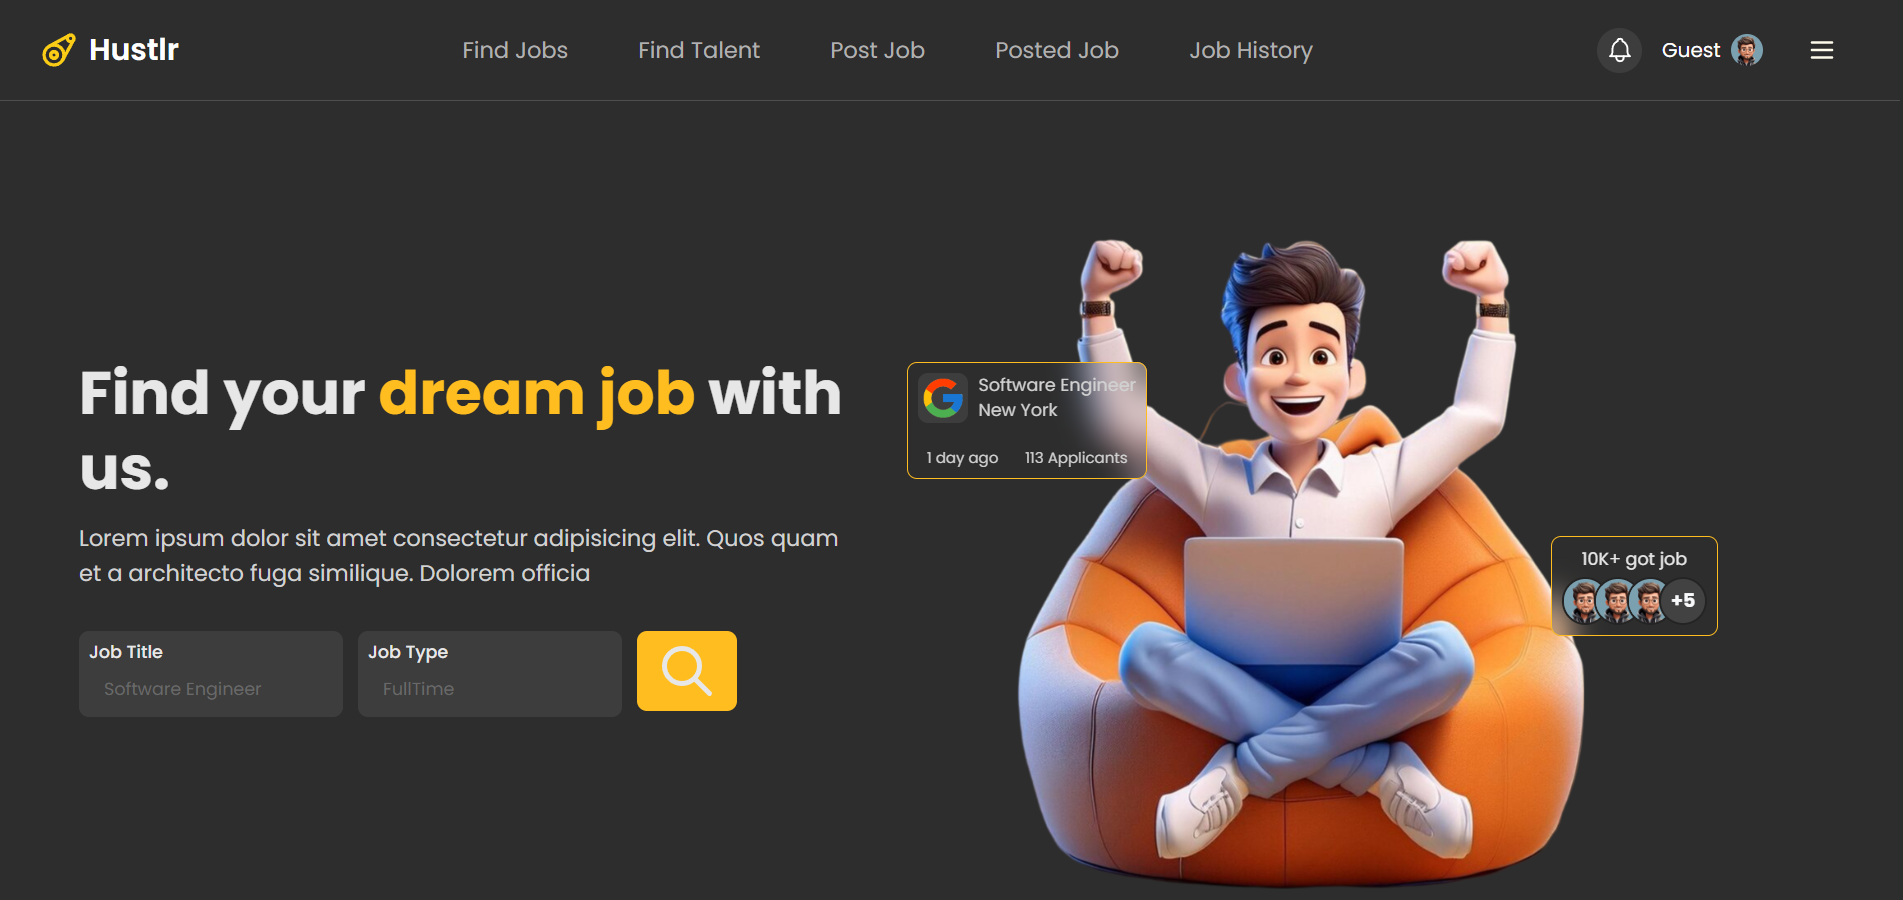 Hustlr
Find Jobs
Find Talent
Post Job
Posted Job
Job History
Guest
Find your dream job with
us.
Lorem ipsum dolor sit amet consectetur adipisicing elit. Quos quam
et a architecto fuga similique. Dolorem officia
Job Title
Software Engineer
Job Type
FullTime
Software Engineer
New York
1 day ago
113 Applicants
10K+ got job
+5